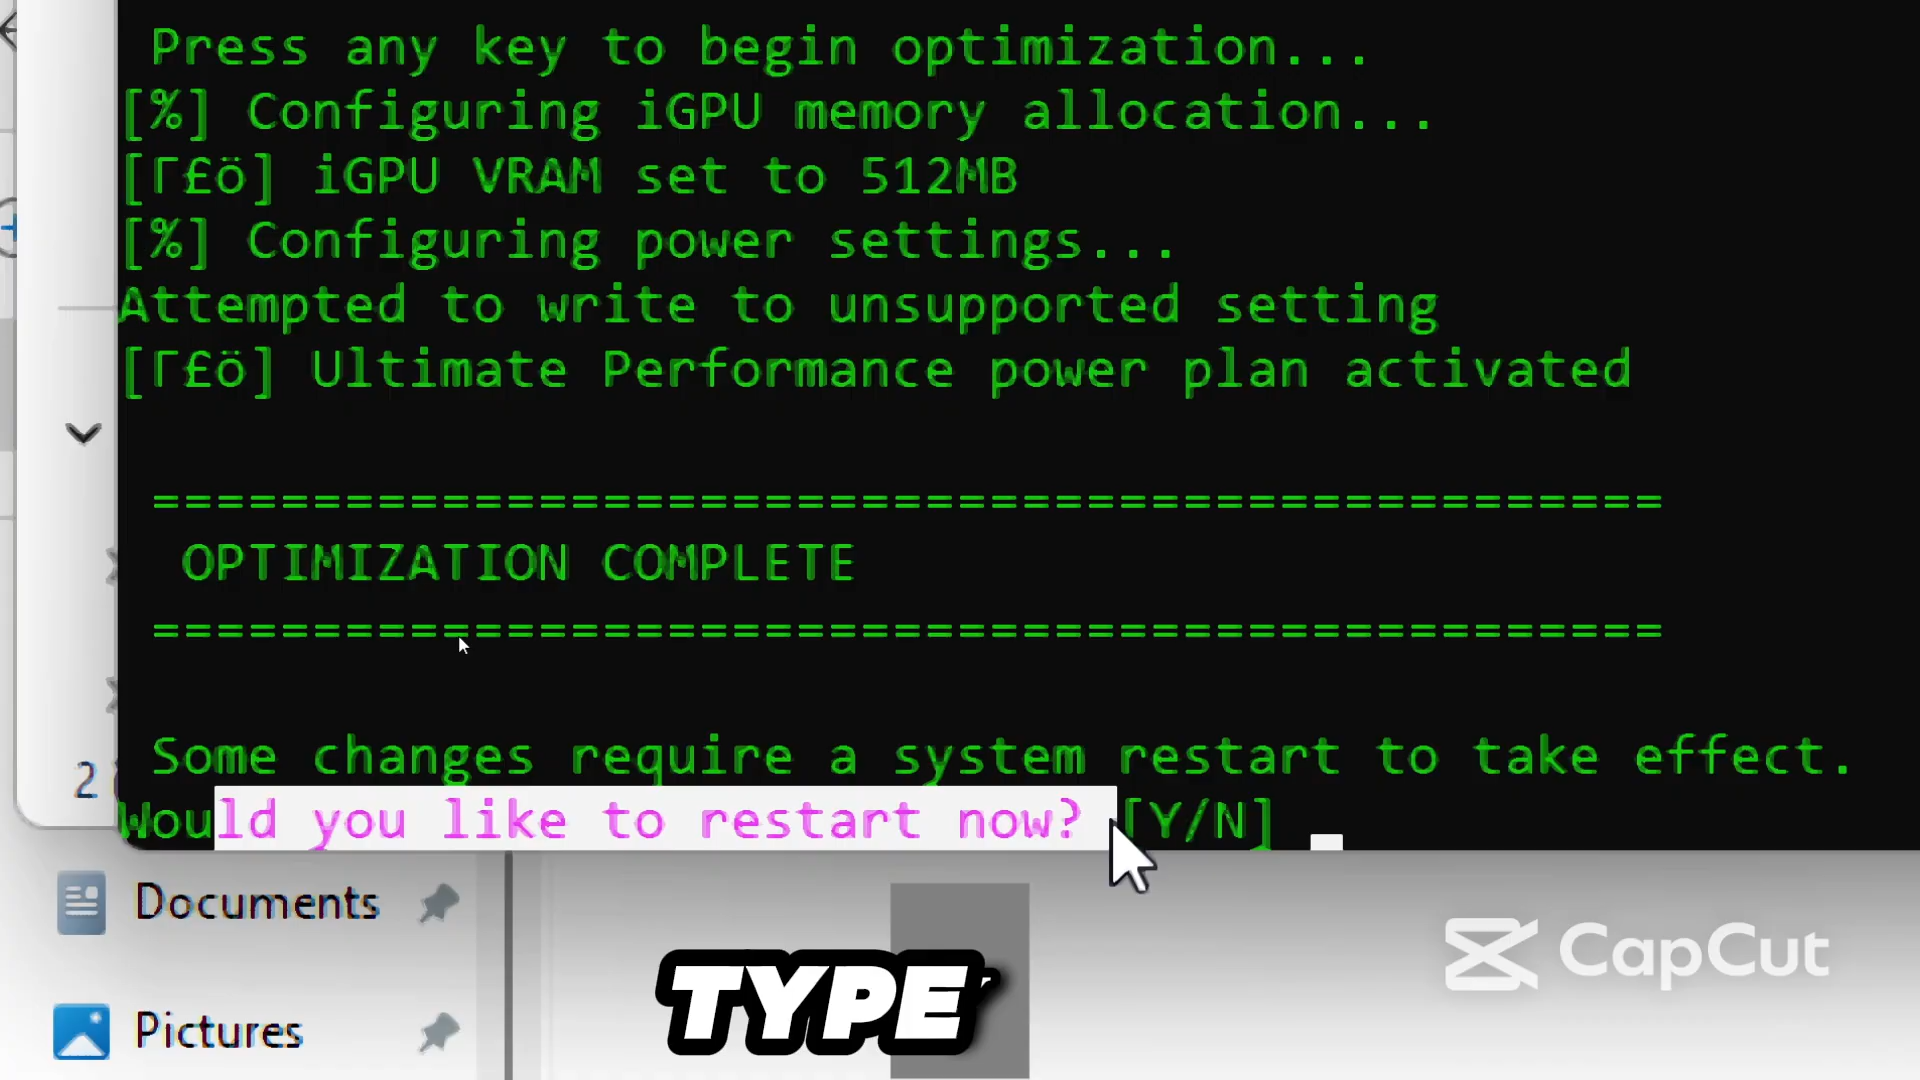 Press any key to begin optimization...
[%] Configuring iGPU memory allocation...
[Γ£ö] iGPU VRAM set to 512MB
[%] Configuring power settings...
Attempted to write to unsupported setting
[Γ£ö] Ultimate Performance power plan activated
===============================================
OPTIMIZATION COMPLETE
===============================================
Some changes require a system restart to take effect.
Would you like to restart now? [Y/N]
2
Documents
Pictures
TYPE
CapCut